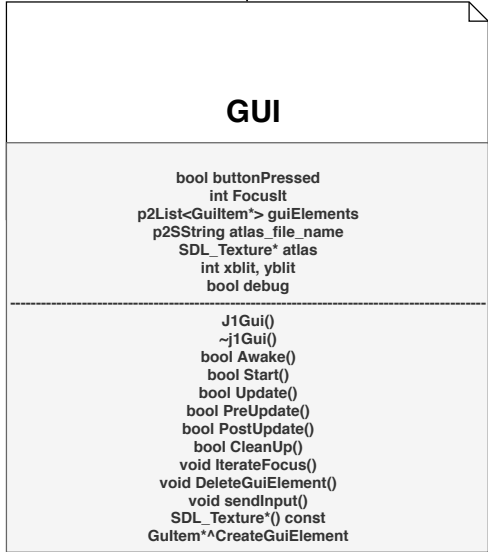 GUI
bool buttonPressed
int FocusIt
p2List<GuiItem*> guiElements
p2SString atlas_file_name
SDL_Texture* atlas
int xblit, yblit
bool debug
J1Gui()
~j1Gui()
bool Awake()
bool Start()
bool Update()
bool PreUpdate()
bool PostUpdate()
bool CleanUp()
void IterateFocus()
void DeleteGuiElement()
void sendInput()
SDL_Texture*() const
GuItem*^CreateGuiElement